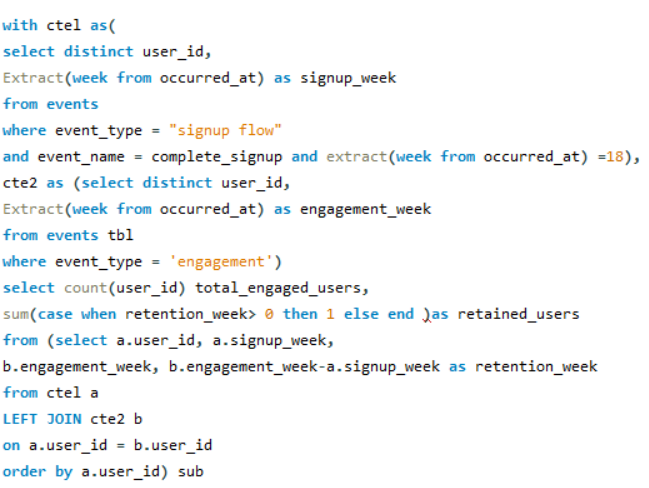 with ctel as(
select distinct user_id,
Extract(week from occurred_at) as signup_week
from events
where event_type = "signup flow"
and event_name = complete_signup and extract(week from occurred_at) =18),
cte2 as (select distinct user_id,
Extract(week from occurred_at) as engagement_week
from events tbl
where event_type = 'engagement')
select count(user_id) total_engaged_users,
sum(case when retention_week> 0 then 1 else end )as retained_users
from (select a.user_id, a.signup_week,
b.engagement_week, b.engagement_week-a.signup_week as retention_week
from ctel a
LEFT JOIN cte2 b
on a.user_id = b.user_id
order by a.user_id) sub